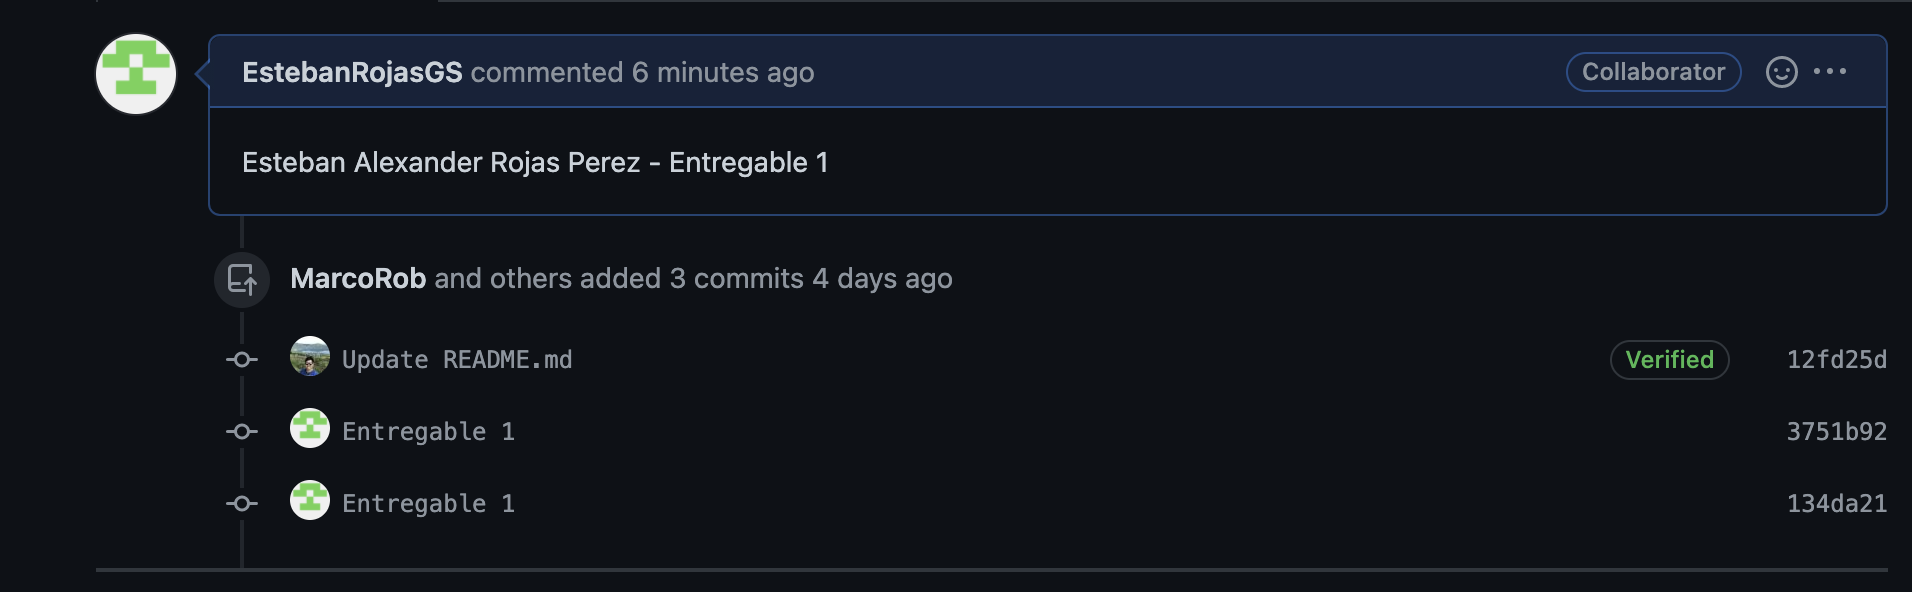 EstebanRojasGS commented 6 minutes ago Collaborator
Esteban Alexander Rojas Perez - Entregable 1
MarcoRob and others added 3 commits 4 days ago
Update README.md Verified 12fd25d
Entregable 1 3751b92
Entregable 1 134da21